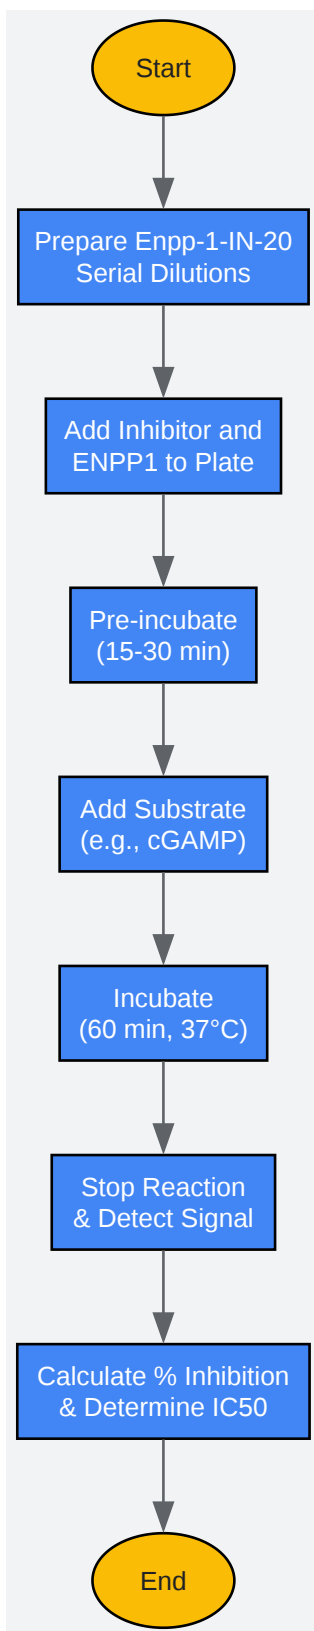 Start
Prepare Enpp-1-IN-20
Serial Dilutions
Add Inhibitor and
ENPP1 to Plate
Pre-incubate
(15-30 min)
Add Substrate
(e.g., cGAMP)
Incubate
(60 min, 37°C)
Stop Reaction
& Detect Signal
Calculate % Inhibition
& Determine IC50
End